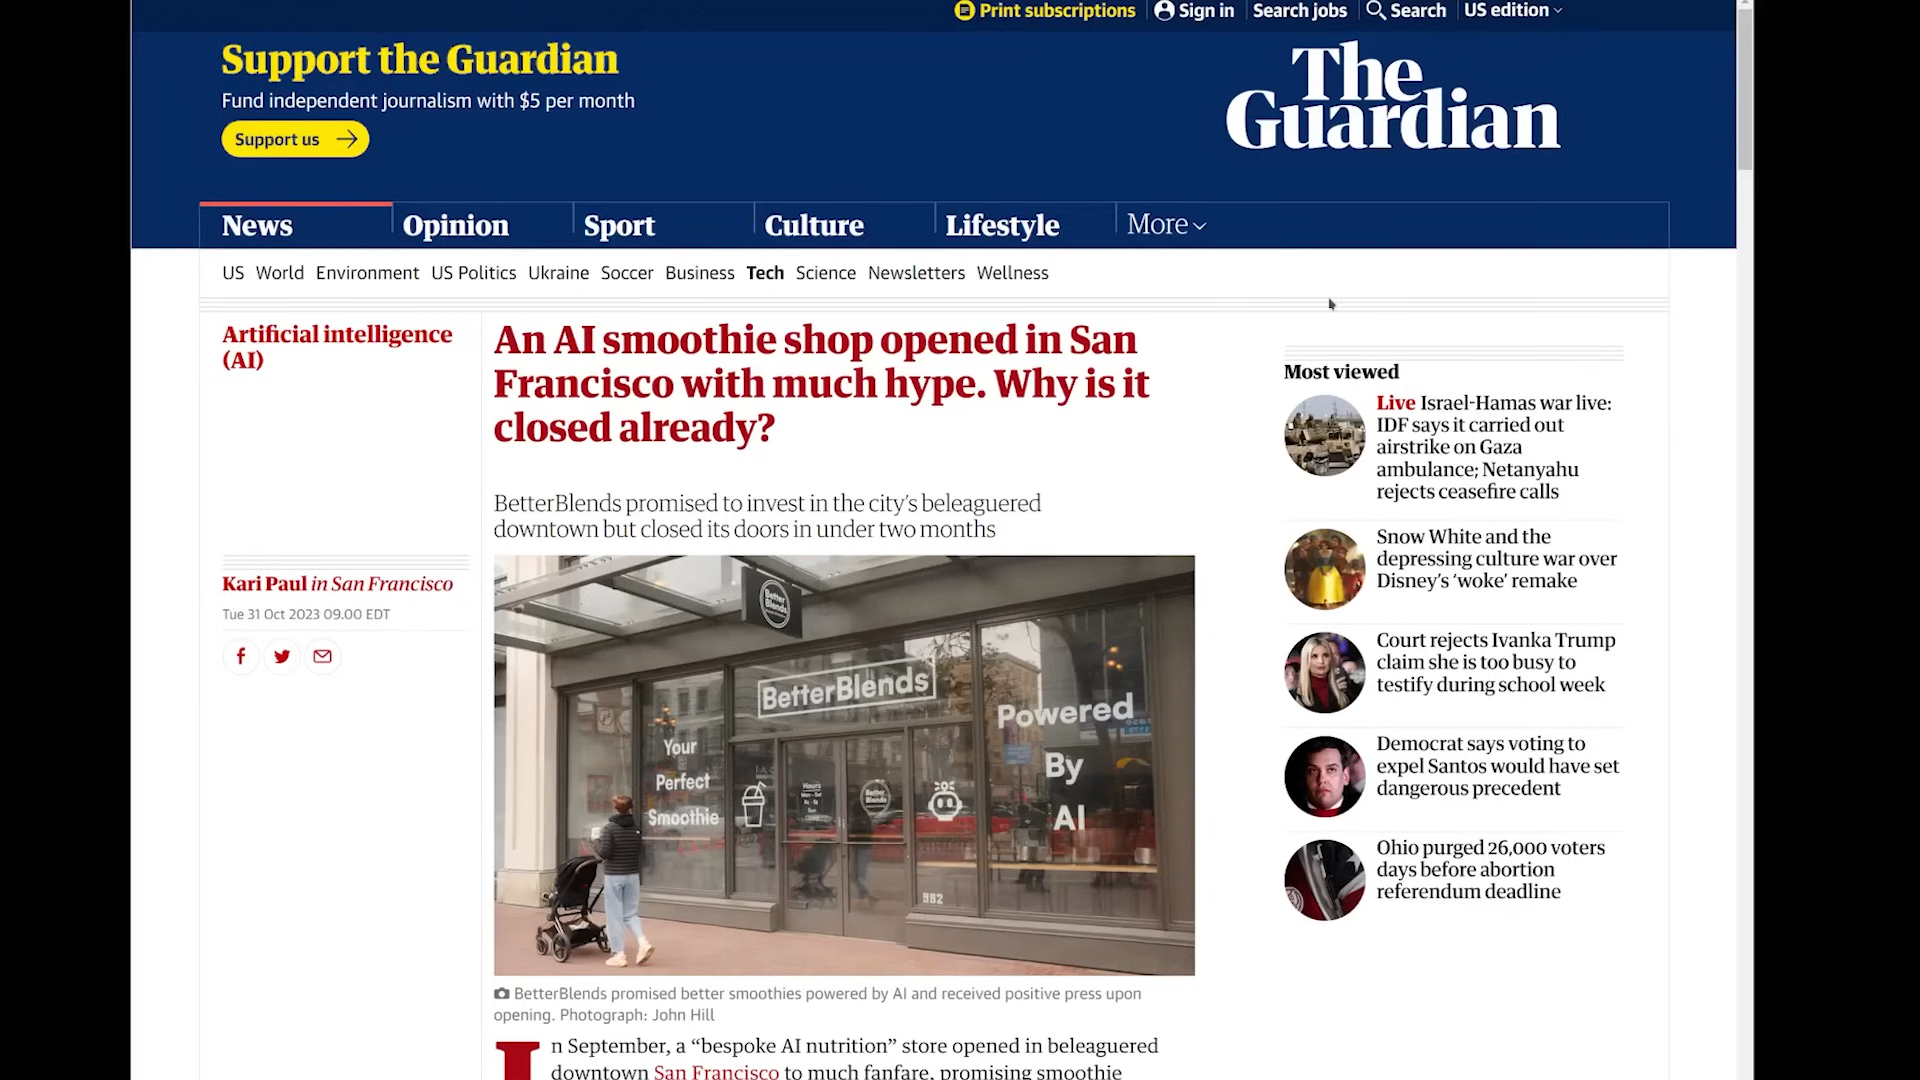 Print subscriptions
Sign in
Search jobs
Search
US edition
Support the Guardian
Fund independent journalism with $5 per month
Support us
The
Guardian
News
Opinion
Sport
Culture
Lifestyle
More
US World Environment US Politics Ukraine Soccer Business Tech Science Newsletters Wellness
Artificial intelligence
(AI)
An AI smoothie shop opened in San
Francisco with much hype. Why is it
closed already?
BetterBlends promised to invest in the city's beleaguered
downtown but closed its doors in under two months
Kari Paul in San Francisco
Tue 31 Oct 2023 09.00 EDT
Better
Blends
BetterBlends
Your
Perfect
Smoothie
Hours
Better
Blends
Powered
By
AI
992
BetterBlends promised better smoothies powered by AI and received positive press upon
opening. Photograph: John Hill
In September, a “bespoke AI nutrition” store opened in beleaguered
downtown San Francisco to much fanfare, promising smoothie
Most viewed
Live Israel-Hamas war live:
IDF says it carried out
airstrike on Gaza
ambulance; Netanyahu
rejects ceasefire calls
Snow White and the
depressing culture war over
Disney’s ‘woke’ remake
Court rejects Ivanka Trump
claim she is too busy to
testify during school week
Democrat says voting to
expel Santos would have set
dangerous precedent
Ohio purged 26,000 voters
days before abortion
referendum deadline